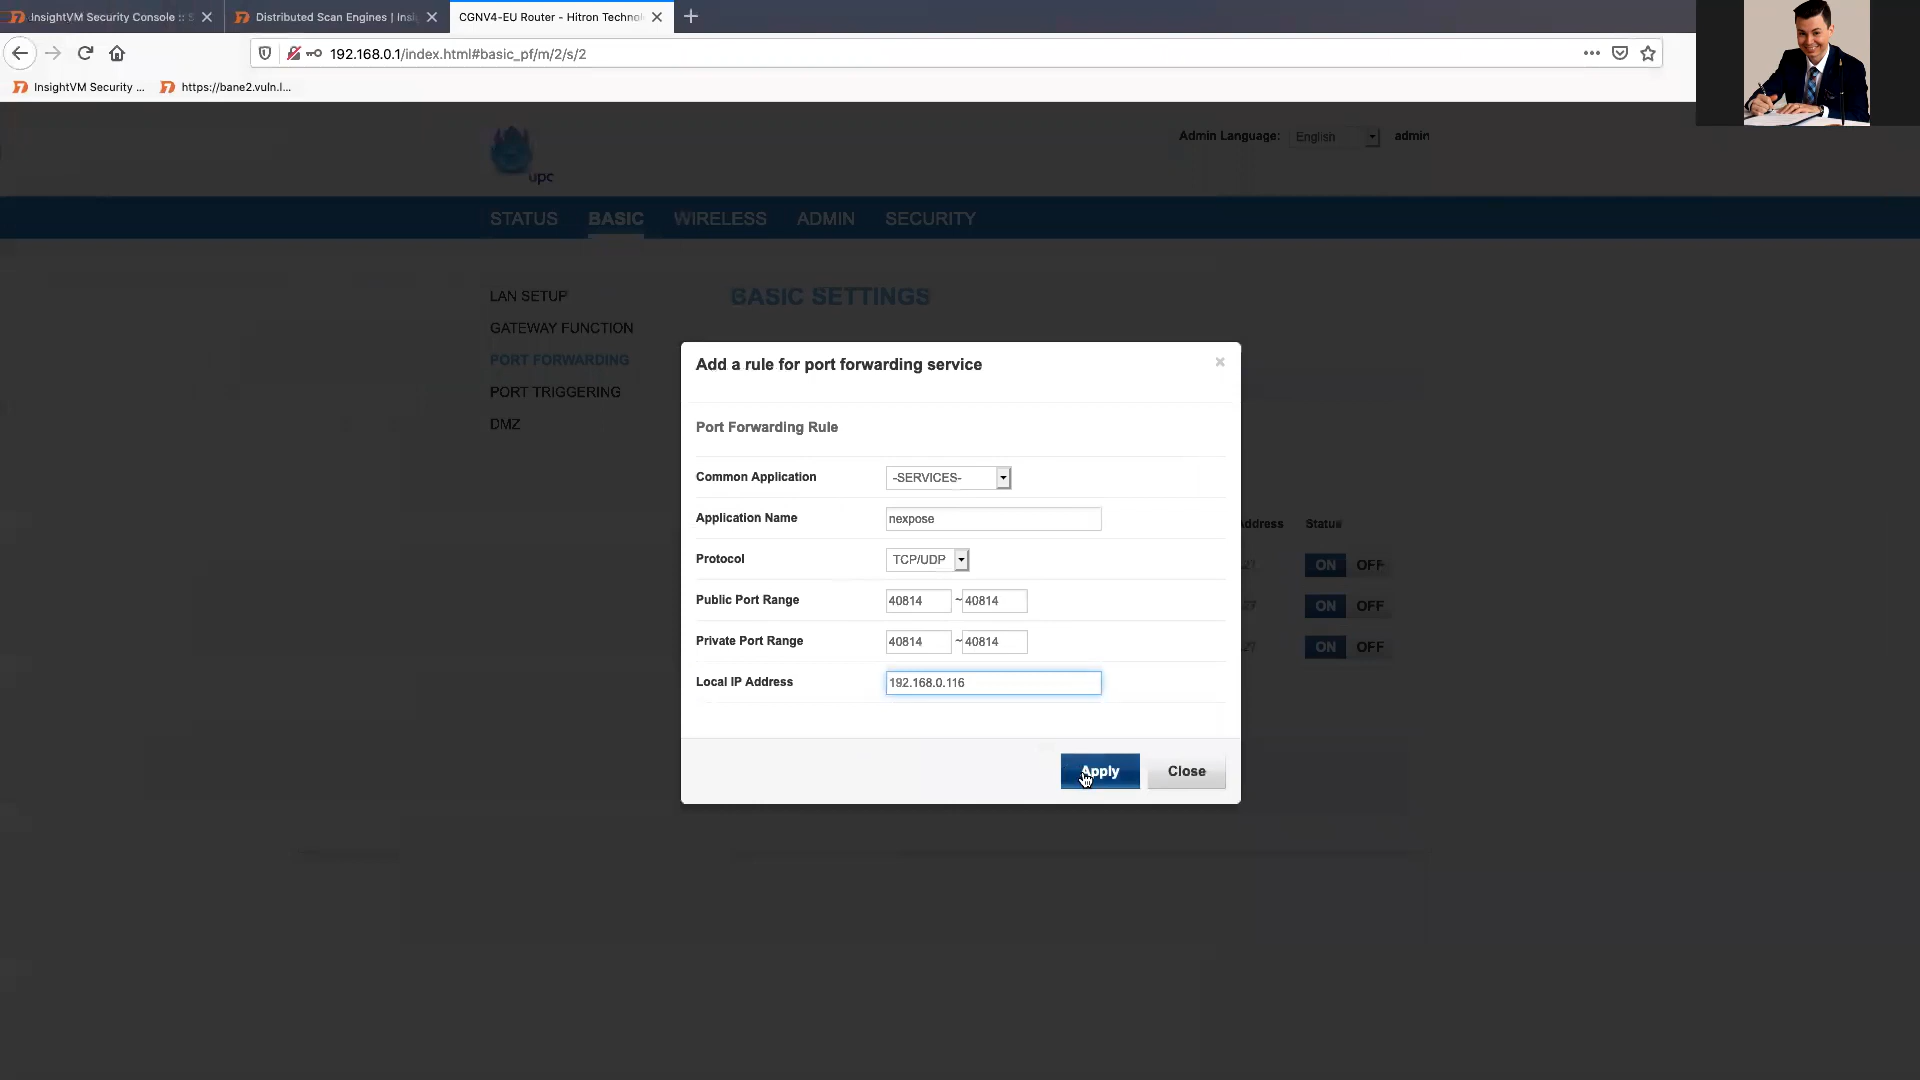 InsightVM Security Console :: S
Distributed Scan Engines | Insi
CGNV4-EU Router - Hitron Technol
192.168.0.1/index.html#basic_pf/m/2/s/2
InsightVM Security ...
https://bane2.vuln.l...
upc
Admin Language:
English
admin
STATUS
BASIC
WIRELESS
ADMIN
SECURITY
LAN SETUP
GATEWAY FUNCTION
PORT FORWARDING
PORT TRIGGERING
DMZ
BASIC SETTINGS
Add a rule for port forwarding service
Port Forwarding Rule
Common Application
-SERVICES-
Application Name
nexpose
Protocol
TCP/UDP
Public Port Range
40814 ~ 40814
Private Port Range
40814 ~ 40814
Local IP Address
192.168.0.116
Apply
Close
Address
Status
27
ON OFF
27
ON OFF
27
ON OFF